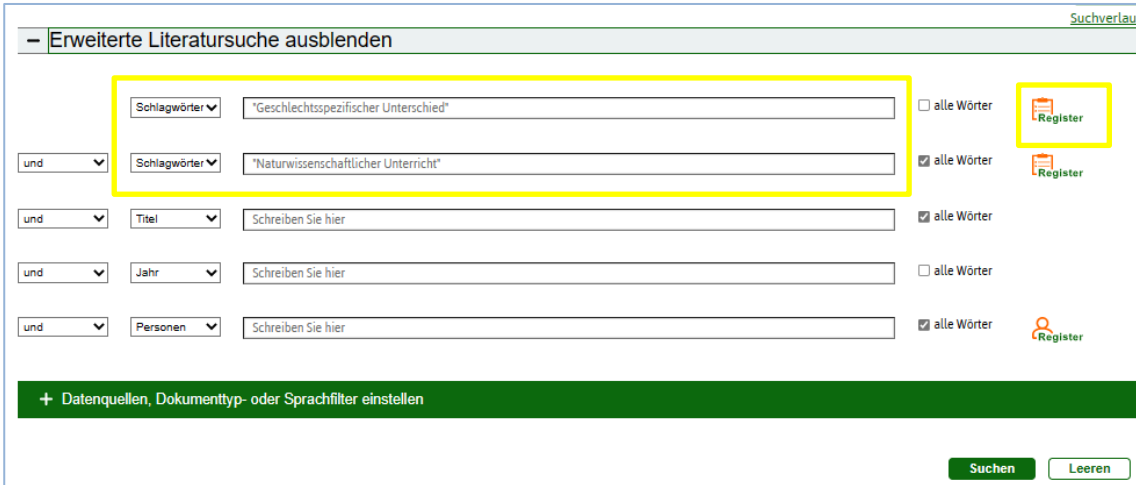 Suchverlau
– Erweiterte Literatursuche ausblenden
Schlagwörter "Geschlechtsspezifischer Unterschied" alle Wörter Register
und Schlagwörter "Naturwissenschaftlicher Unterricht" alle Wörter Register
und Titel Schreiben Sie hier alle Wörter
und Jahr Schreiben Sie hier alle Wörter
und Personen Schreiben Sie hier alle Wörter Register
+ Datenquellen, Dokumenttyp- oder Sprachfilter einstellen
Suchen Leeren